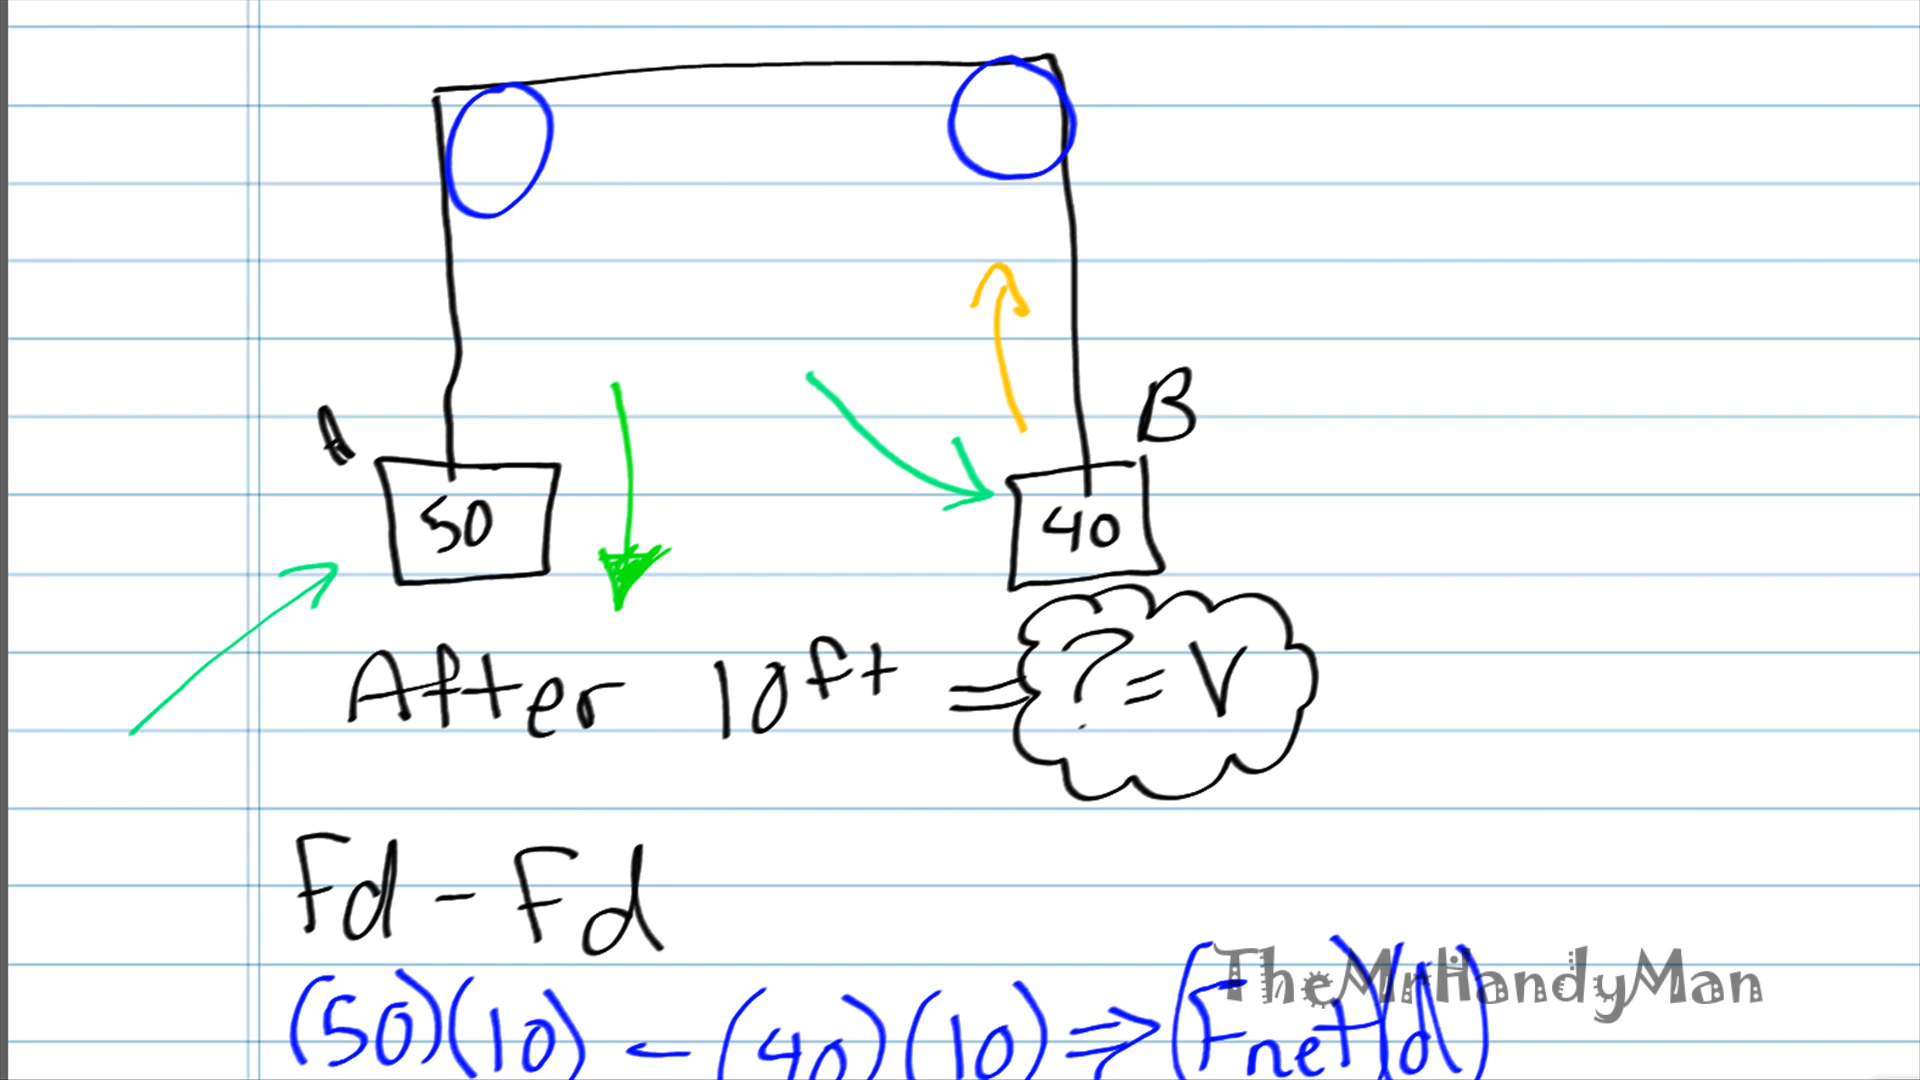 A
B
50
40
After 10ft = ? = V
Fd - Fd
(50)(10) - (40)(10) ⇒ (Fnet)(d)
TheMrHandyMan